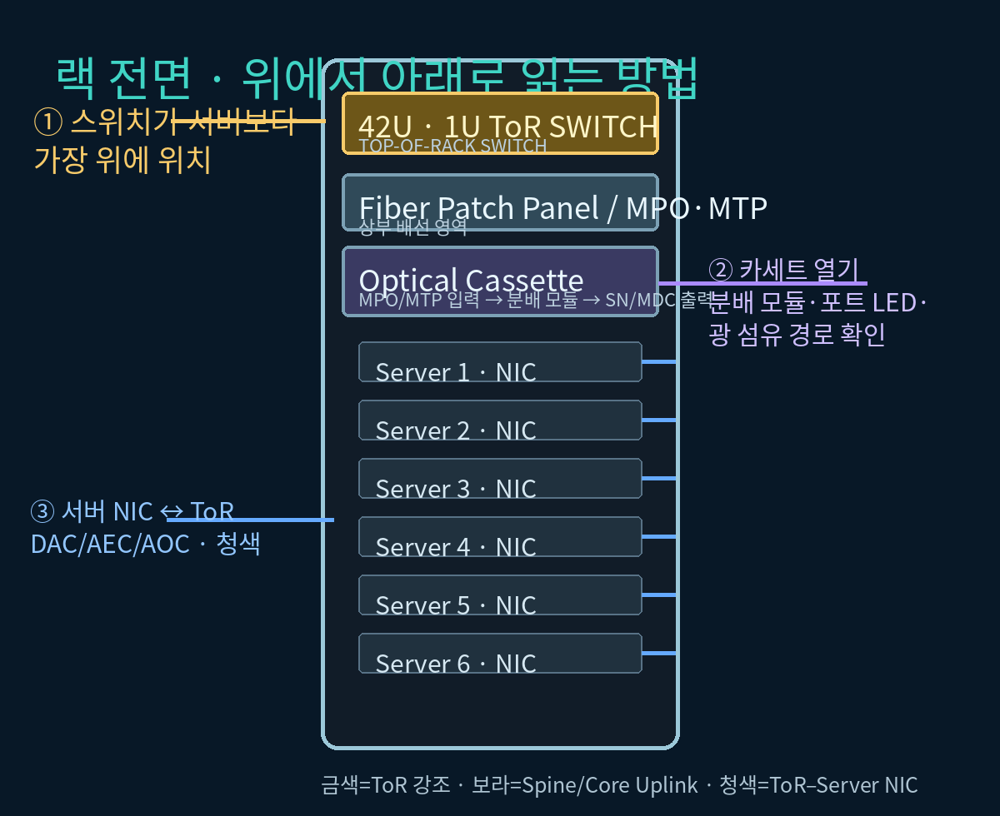 랙 전면 · 위에서 아래로 읽는 방법
① 스위치가 서버보다
가장 위에 위치
42U · 1U ToR SWITCH
TOP-OF-RACK SWITCH
Fiber Patch Panel / MPO·MTP
상부 배선 영역
Optical Cassette
MPO/MTP 입력 → 분배 모듈 → SN/MDC 출력
② 카세트 열기
분배 모듈·포트 LED·
광 섬유 경로 확인
Server 1 · NIC
Server 2 · NIC
Server 3 · NIC
③ 서버 NIC ↔ ToR
DAC/AEC/AOC · 청색
Server 4 · NIC
Server 5 · NIC
Server 6 · NIC
금색=ToR 강조 · 보라=Spine/Core Uplink · 청색=ToR–Server NIC